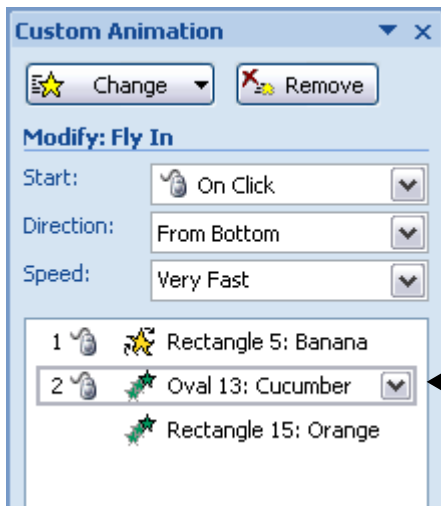 Custom Animation
Change Remove
Modify: Fly In
Start: On Click
Direction: From Bottom
Speed: Very Fast
1 Rectangle 5: Banana
2 Oval 13: Cucumber
Rectangle 15: Orange